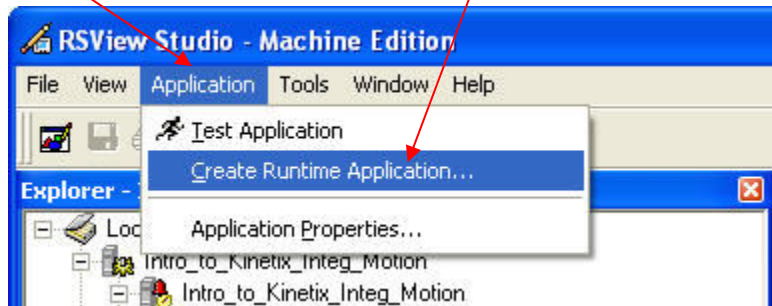 RSView Studio - Machine Edition
File View Application Tools Window Help
Test Application
Create Runtime Application...
Explorer -
Loc
Application Properties...
Intro_to_Kinetix_Integ_Motion
Intro_to_Kinetix_Integ_Motion